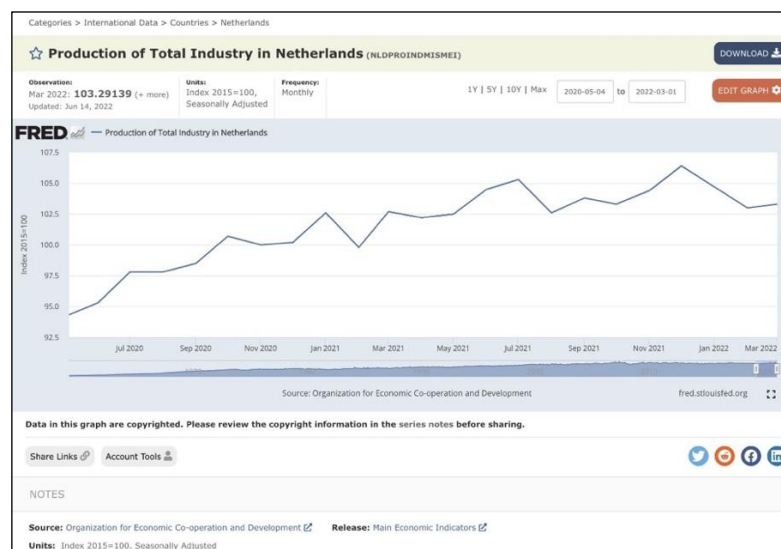 Categories > International Data > Countries > Netherlands
Production of Total Industry in Netherlands (NLDPROINDMISMEI)
DOWNLOAD
Observation:
Mar 2022: 103.29139 (+ more)
Updated: Jun 14, 2022
Units:
Index 2015=100,
Seasonally Adjusted
Frequency:
Monthly
1Y | 5Y | 10Y | Max
2020-05-04 to 2022-03-01
EDIT GRAPH
FRED — Production of Total Industry in Netherlands
Index 2015=100
107.5
105.0
102.5
100.0
97.5
95.0
92.5
Jul 2020 Sep 2020 Nov 2020 Jan 2021 Mar 2021 May 2021 Jul 2021 Sep 2021 Nov 2021 Jan 2022 Mar 2022
Source: Organization for Economic Co-operation and Development
fred.stlouisfed.org
Data in this graph are copyrighted. Please review the copyright information in the series notes before sharing.
Share Links
Account Tools
NOTES
Source: Organization for Economic Co-operation and Development
Release: Main Economic Indicators
Units: Index 2015=100, Seasonally Adjusted